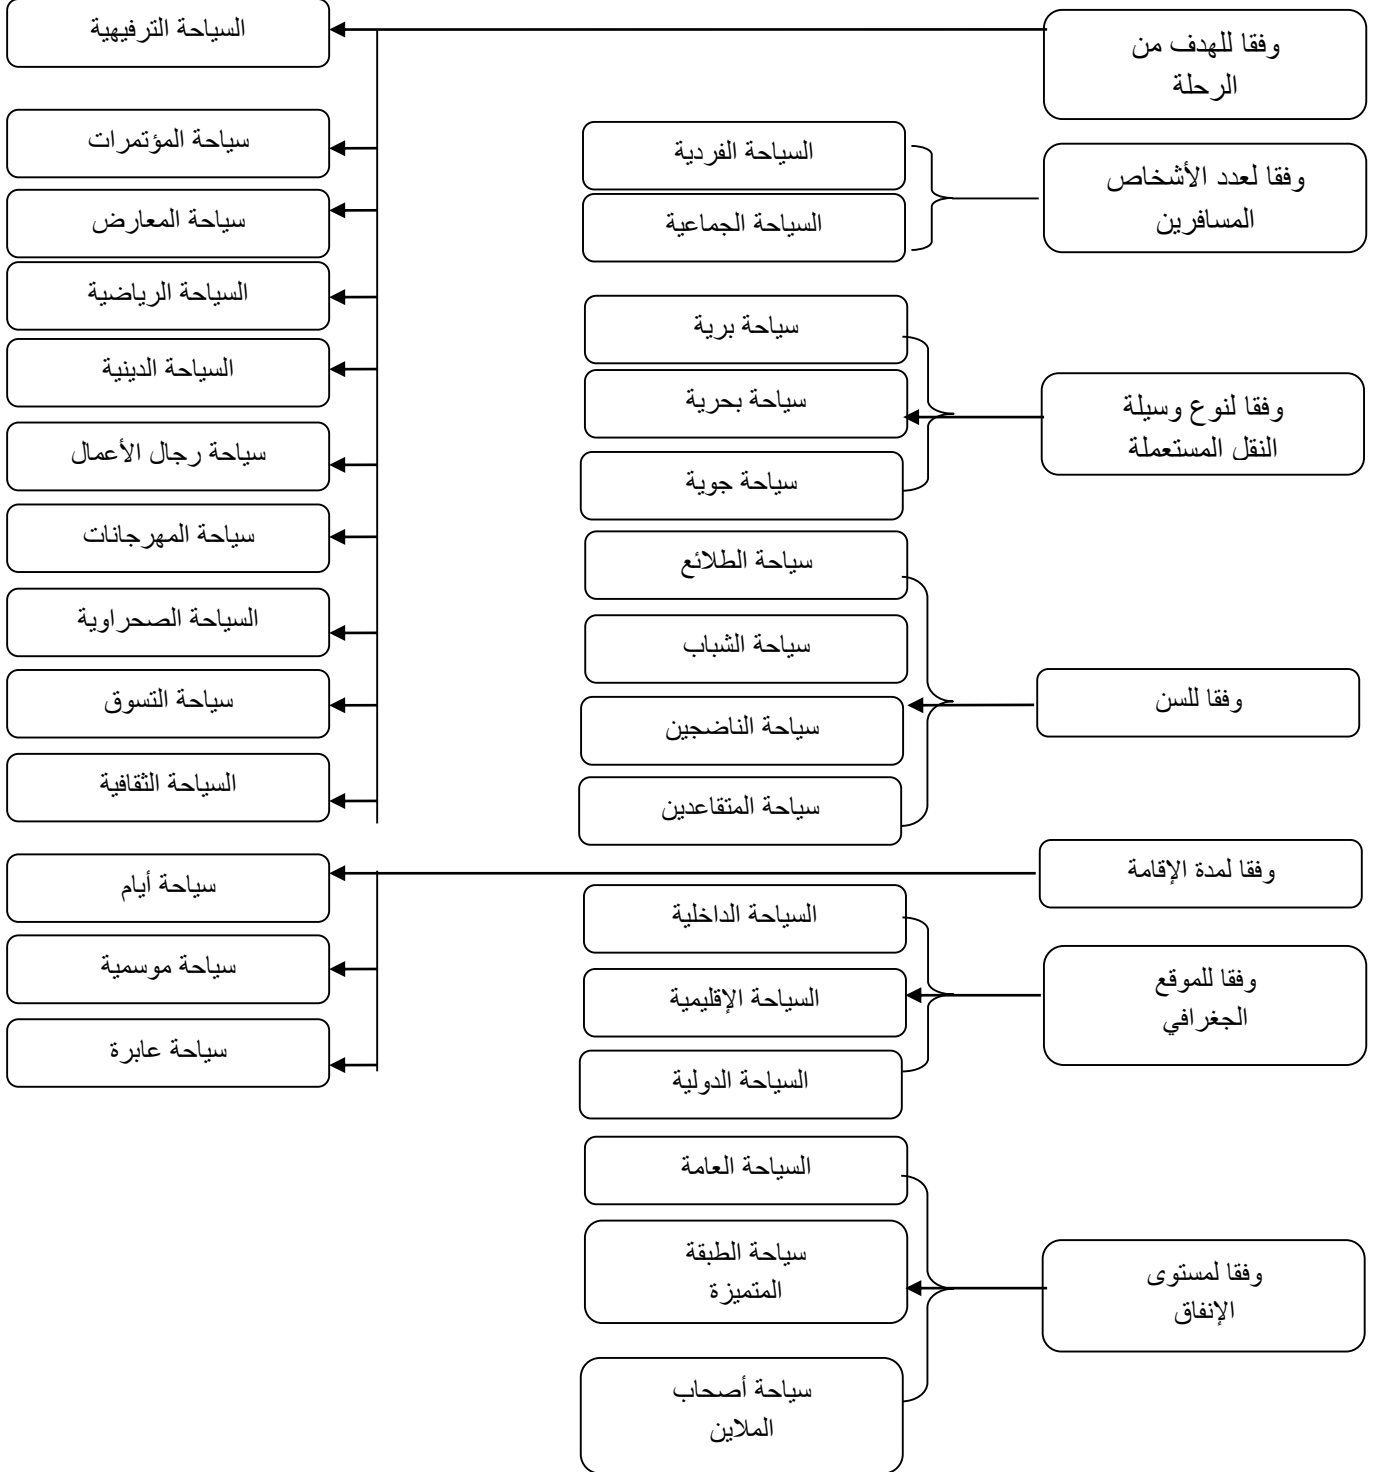 وفقا للهدف من
الرحلة
السياحة الترفيهية
سياحة المؤتمرات
سياحة المعارض
السياحة الرياضية
السياحة الدينية
سياحة رجال الأعمال
سياحة المهرجانات
السياحة الصحراوية
سياحة التسوق
السياحة الثقافية
وفقا لعدد الأشخاص
المسافرين
السياحة الفردية
السياحة الجماعية
وفقا لنوع وسيلة
النقل المستعملة
سياحة برية
سياحة بحرية
سياحة جوية
وفقا للسن
سياحة الطلائع
سياحة الشباب
سياحة الناضجين
سياحة المتقاعدين
وفقا لمدة الإقامة
سياحة أيام
سياحة موسمية
سياحة عابرة
وفقا للموقع
الجغرافي
السياحة الداخلية
السياحة الإقليمية
السياحة الدولية
وفقا لمستوى
الإنفاق
السياحة العامة
سياحة الطبقة
المتميزة
سياحة أصحاب
الملاين